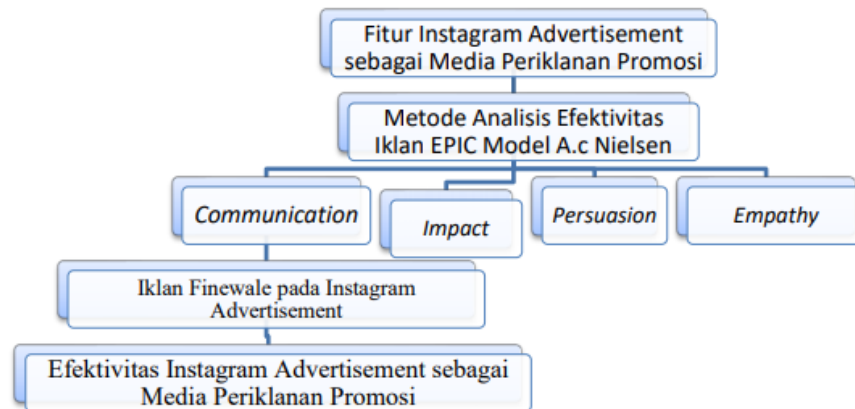 Fitur Instagram Advertisement
sebagai Media Periklanan Promosi
Metode Analisis Efektivitas
Iklan EPIC Model A.c Nielsen
Communication
Impact
Persuasion
Empathy
Iklan Finewale pada Instagram
Advertisement
Efektivitas Instagram Advertisement sebagai
Media Periklanan Promosi